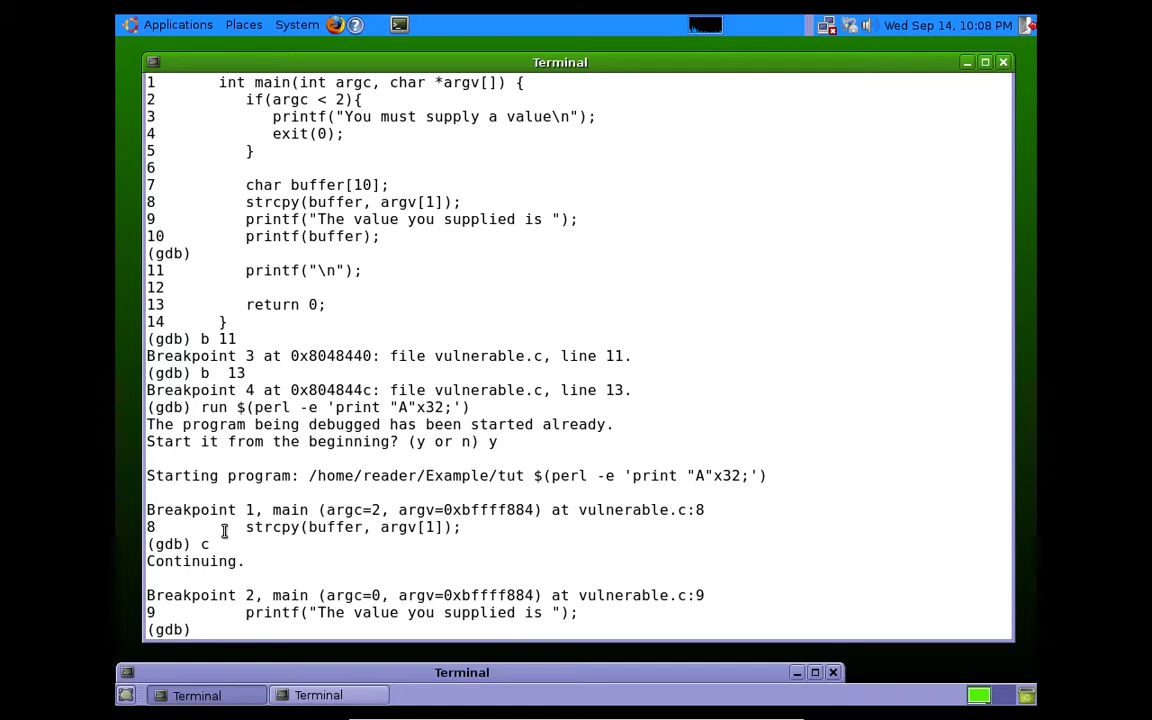 Applications Places System Wed Sep 14, 10:08 PM
Terminal
1 int main(int argc, char *argv[]) {
2 if(argc < 2){
3 printf("You must supply a value\n");
4 exit(0);
5 }
6
7 char buffer[10];
8 strcpy(buffer, argv[1]);
9 printf("The value you supplied is ");
10 printf(buffer);
(gdb)
11 printf("\n");
12
13 return 0;
14 }
(gdb) b 11
Breakpoint 3 at 0x8048440: file vulnerable.c, line 11.
(gdb) b  13
Breakpoint 4 at 0x804844c: file vulnerable.c, line 13.
(gdb) run $(perl -e 'print "A"x32;')
The program being debugged has been started already.
Start it from the beginning? (y or n) y
Starting program: /home/reader/Example/tut $(perl -e 'print "A"x32;')
Breakpoint 1, main (argc=2, argv=0xbffff884) at vulnerable.c:8
8 strcpy(buffer, argv[1]);
(gdb) c
Continuing.
Breakpoint 2, main (argc=0, argv=0xbffff884) at vulnerable.c:9
9 printf("The value you supplied is ");
(gdb)
Terminal
Terminal Terminal